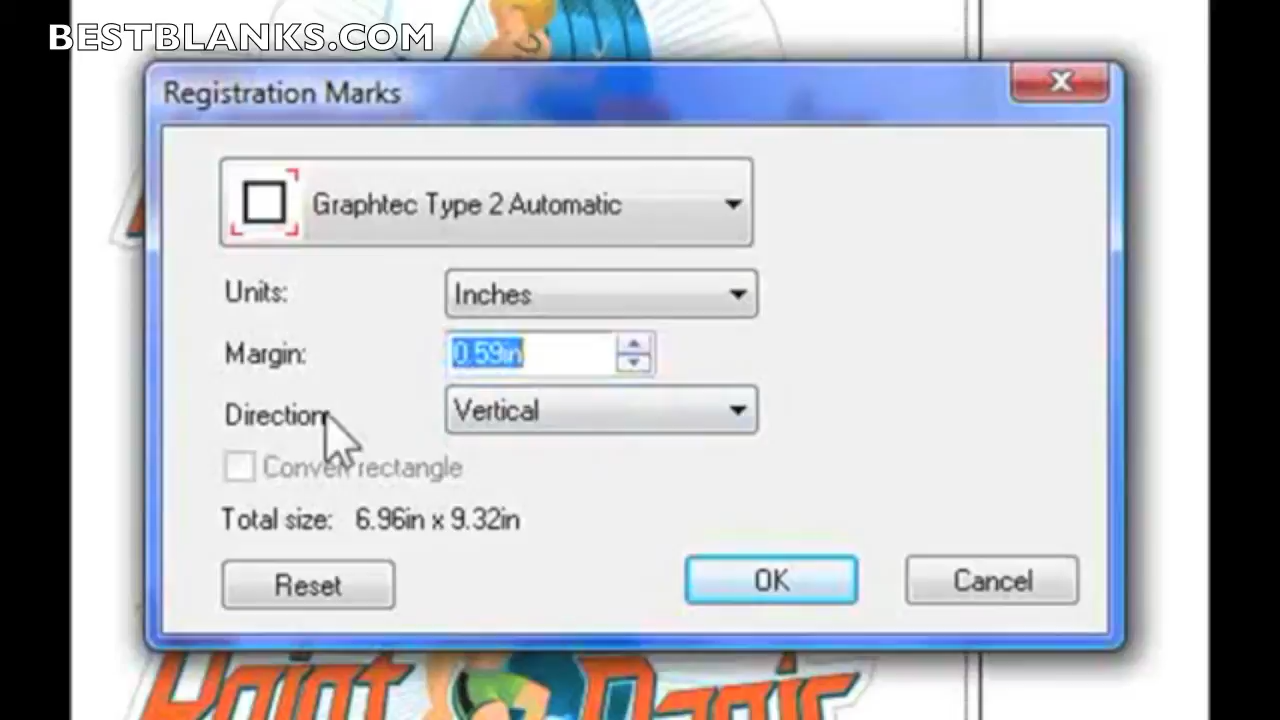 BESTBLANKS.COM
Registration Marks
Graphtec Type 2 Automatic
Units: Inches
Margin: 0.59in
Direction: Vertical
Convert rectangle
Total size: 6.96in x 9.32in
Reset OK Cancel
Point